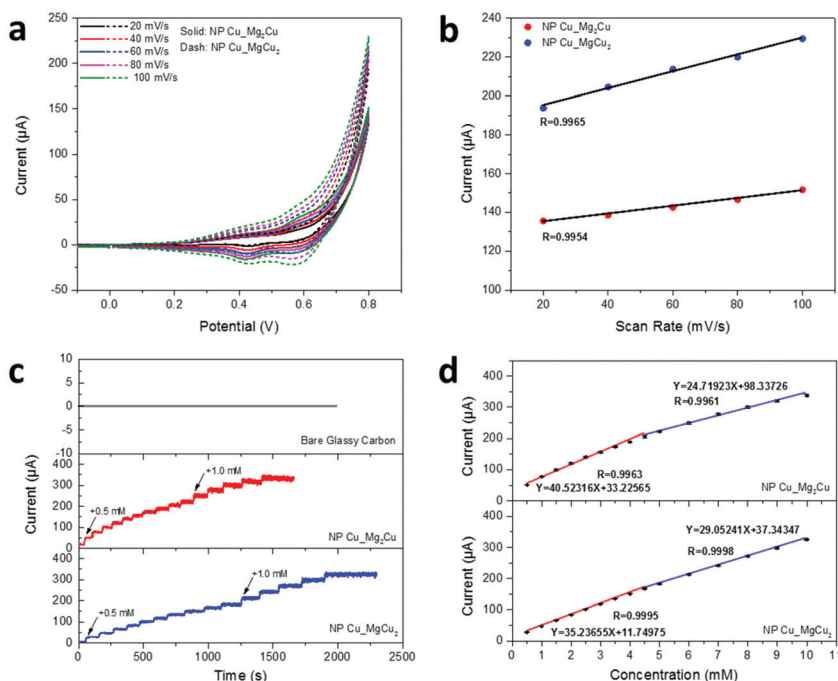 a
20 mV/s
40 mV/s
60 mV/s
80 mV/s
100 mV/s
Solid: NP Cu_Mg₂Cu
Dash: NP Cu_MgCu₂
250
200
150
100
50
0
-50
Current (µA)
0.0 0.2 0.4 0.6 0.8
Potential (V)
b
NP Cu_Mg₂Cu
NP Cu_MgCu₂
240
220
200
180
160
140
120
100
Current (µA)
R=0.9965
R=0.9954
20 40 60 80 100
Scan Rate (mV/s)
c
10
5
0
-5
-10
Bare Glassy Carbon
Current (µA)
400
300
200
100
0
+0.5 mM
+1.0 mM
NP Cu_Mg₂Cu
300
200
100
0
+0.5 mM
+1.0 mM
NP Cu_MgCu₂
0 500 1000 1500 2000 2500
Time (s)
d
400
300
200
100
0
Current (µA)
Y=24.71923X+98.33726
R=0.9961
R=0.9963
Y=40.52316X+33.22565
NP Cu_Mg₂Cu
400
300
200
100
0
Current (µA)
Y=29.05241X+37.34347
R=0.9998
R=0.9995
Y=35.23655X+11.74975
NP Cu_MgCu₂
0 1 2 3 4 5 6 7 8 9 10
Concentration (mM)